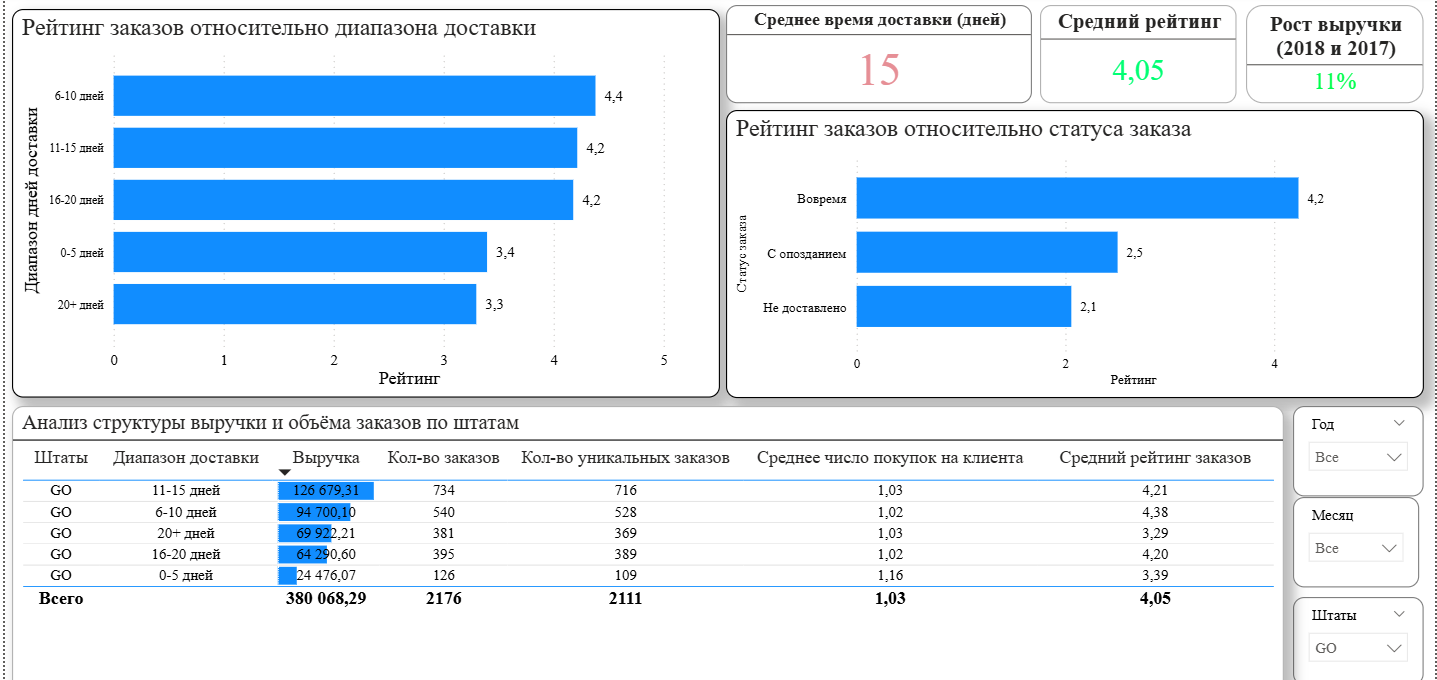 Рейтинг заказов относительно диапазона доставки
Диапазон дней доставки
6-10 дней 4,4
11-15 дней 4,2
16-20 дней 4,2
0-5 дней 3,4
20+ дней 3,3
0 1 2 3 4 5
Рейтинг
Среднее время доставки (дней)
15
Средний рейтинг
4,05
Рост выручки
(2018 и 2017)
11%
Рейтинг заказов относительно статуса заказа
Статус заказа
Вовремя 4,2
С опозданием 2,5
Не доставлено 2,1
0 2 4
Рейтинг
Анализ структуры выручки и объёма заказов по штатам
Штаты Диапазон доставки Выручка Кол-во заказов Кол-во уникальных заказов Среднее число покупок на клиента Средний рейтинг заказов
GO 11-15 дней 126 679,31 734 716 1,03 4,21
GO 6-10 дней 94 700,10 540 528 1,02 4,38
GO 20+ дней 69 922,21 381 369 1,03 3,29
GO 16-20 дней 64 290,60 395 389 1,02 4,20
GO 0-5 дней 24 476,07 126 109 1,16 3,39
Всего 380 068,29 2176 2111 1,03 4,05
Год
Все
Месяц
Все
Штаты
GO